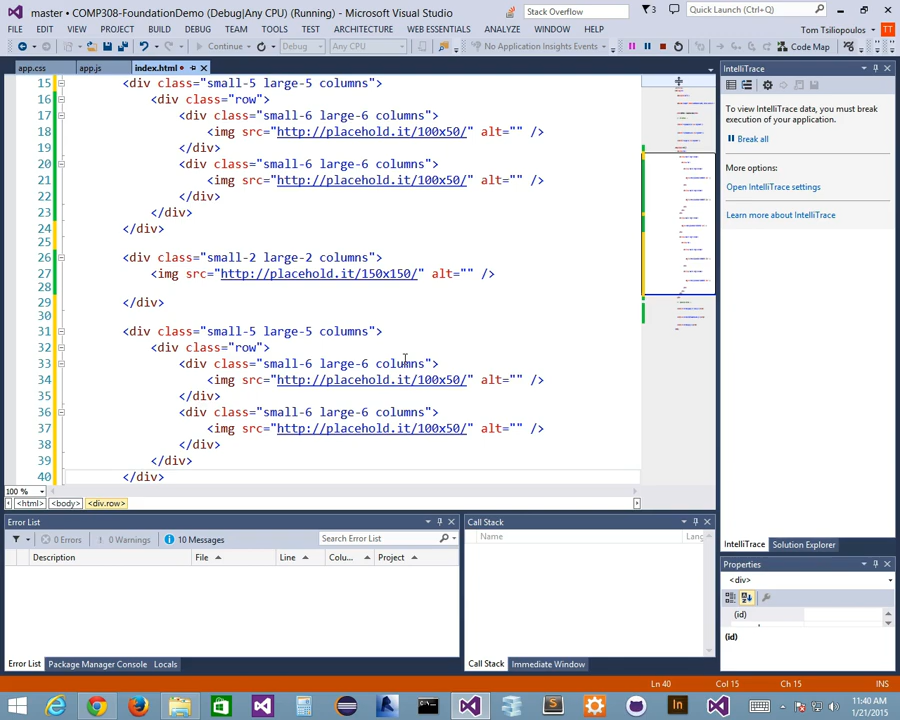 master • COMP308-FoundationDemo (Debug|Any CPU) (Running) - Microsoft Visual Studio
Stack Overflow
3
Quick Launch (Ctrl+Q)
FILE EDIT VIEW PROJECT BUILD DEBUG TEAM TOOLS TEST ARCHITECTURE WEB ESSENTIALS ANALYZE WINDOW HELP
Tom Tsiliopoulos TT
Continue Debug Any CPU No Application Insights Events Code Map
app.css app.js index.html
15 <div class="small-5 large-5 columns">
16 <div class="row">
17 <div class="small-6 large-6 columns">
18 <img src="http://placehold.it/100x50/" alt="" />
19 </div>
20 <div class="small-6 large-6 columns">
21 <img src="http://placehold.it/100x50/" alt="" />
22 </div>
23 </div>
24 </div>
25
26 <div class="small-2 large-2 columns">
27 <img src="http://placehold.it/150x150/" alt="" />
28
29 </div>
30
31 <div class="small-5 large-5 columns">
32 <div class="row">
33 <div class="small-6 large-6 columns">
34 <img src="http://placehold.it/100x50/" alt="" />
35 </div>
36 <div class="small-6 large-6 columns">
37 <img src="http://placehold.it/100x50/" alt="" />
38 </div>
39 </div>
40 </div>
100 %
<html> <body> <div.row>
IntelliTrace
To view IntelliTrace data, you must break
execution of your application.
Break all
More options:
Open IntelliTrace settings
Learn more about IntelliTrace
IntelliTrace Solution Explorer
Properties
<div>
(id)
(id)
Error List
0 Errors 0 Warnings 10 Messages Search Error List
Description File Line Colu... Project
Error List Package Manager Console Locals
Call Stack
Name Lang
Call Stack Immediate Window
Ln 40 Col 15 Ch 15 INS
11:40 AM
1/21/2015